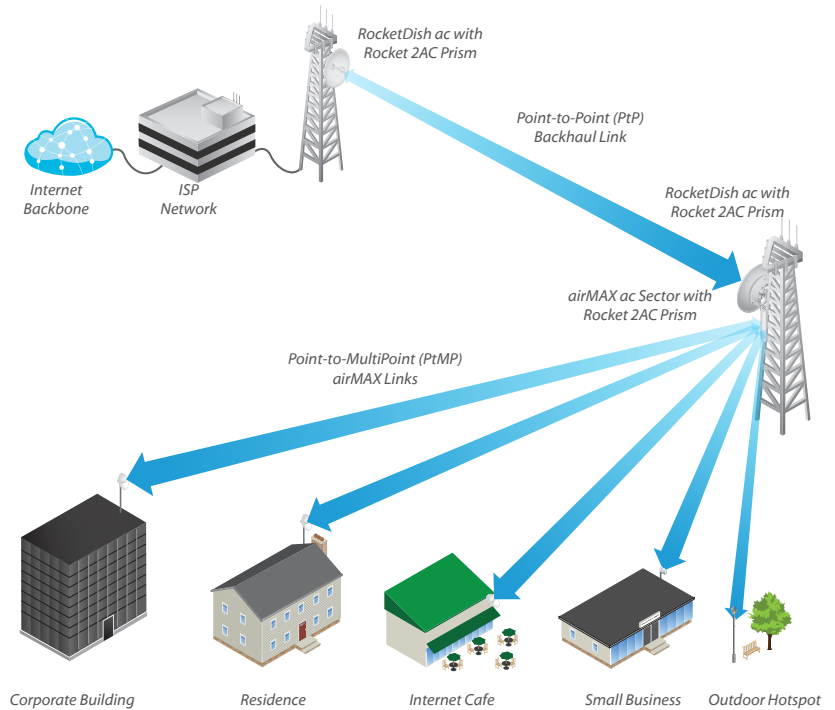 RocketDish ac with
Rocket 2AC Prism
Point-to-Point (PtP)
Backhaul Link
Internet
Backbone
ISP
Network
RocketDish ac with
Rocket 2AC Prism
airMAX ac Sector with
Rocket 2AC Prism
Point-to-MultiPoint (PtMP)
airMAX Links
Corporate Building
Residence
Internet Cafe
Small Business
Outdoor Hotspot